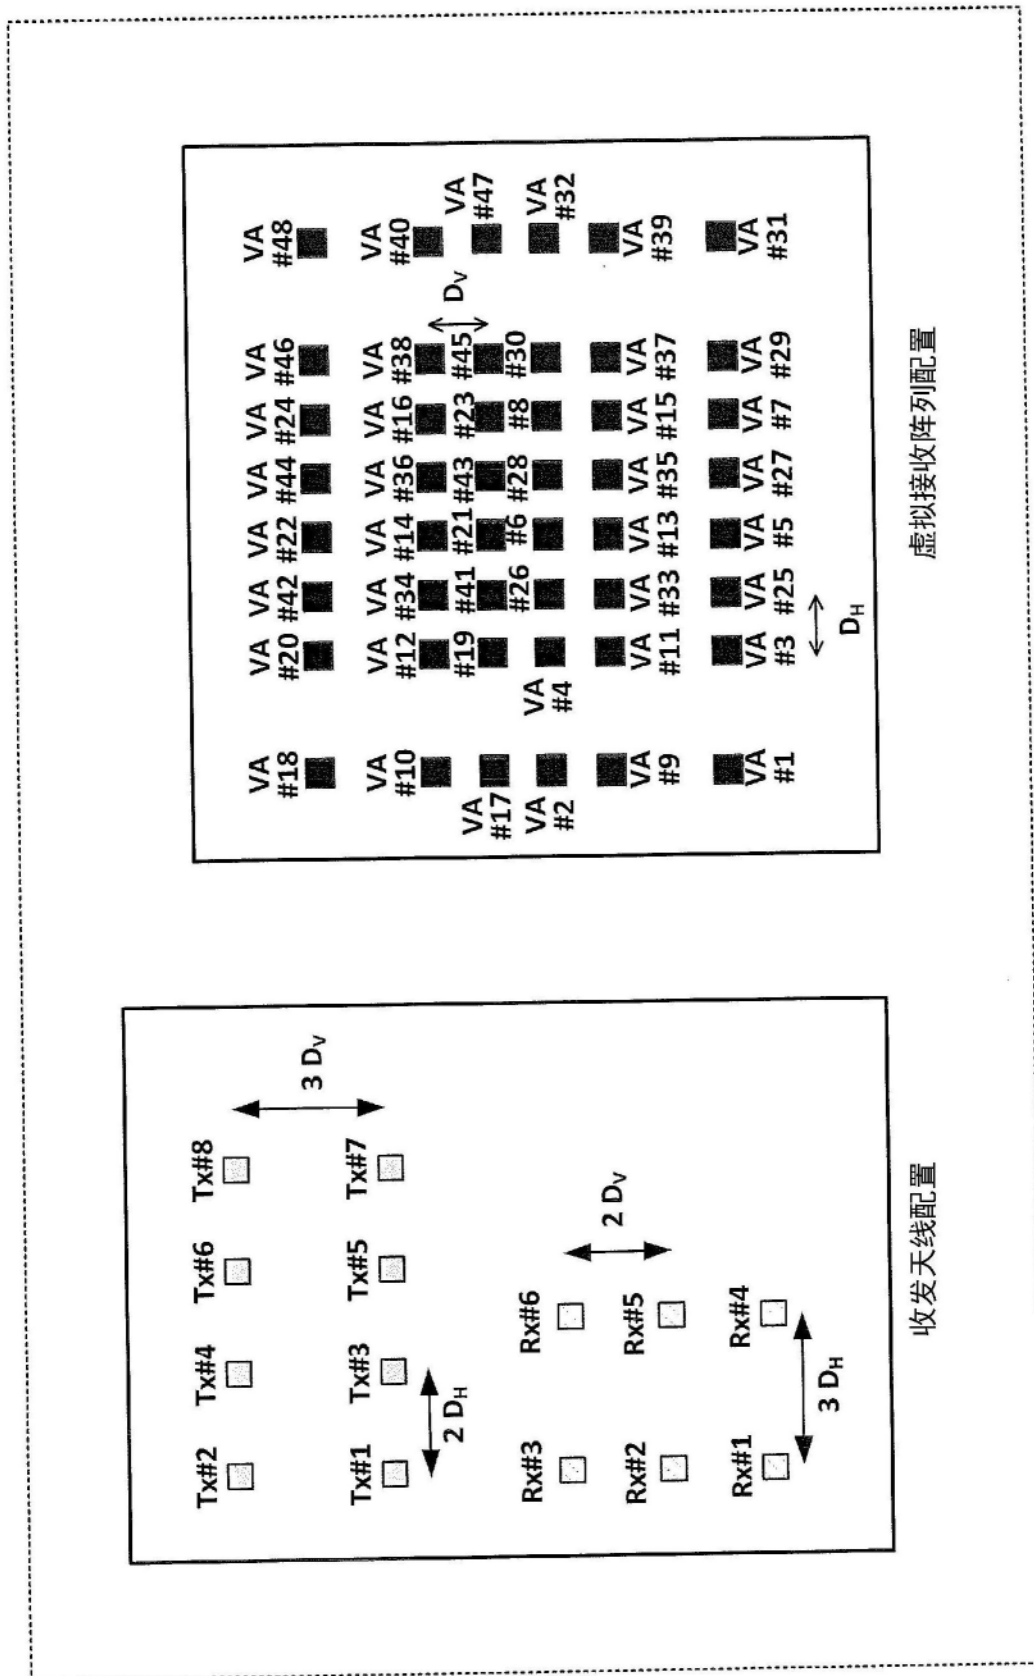 Tx#2 Tx#4 Tx#6 Tx#8
3 DV
Tx#1 Tx#3 Tx#5 Tx#7
2 DH
Rx#3 Rx#6
2 DV
Rx#2 Rx#5
Rx#1 Rx#4
3 DH
收发天线配置
VA VA VA VA VA VA VA VA
#18 #20 #42 #22 #44 #24 #46 #48
VA VA VA VA VA VA VA VA
#10 #12 #34 #14 #36 #16 #38 #40
DV
VA
#19 #41 #21 #43 #23 #45 #47
VA
#17
#26 #6 #28 #8 #30
VA
#32
VA VA
#2 #4
VA VA VA VA VA VA VA VA
#9 #11 #33 #13 #35 #15 #37 #39
VA VA VA VA VA VA VA VA
#1 #3 #25 #5 #27 #7 #29 #31
DH
虚拟接收阵列配置